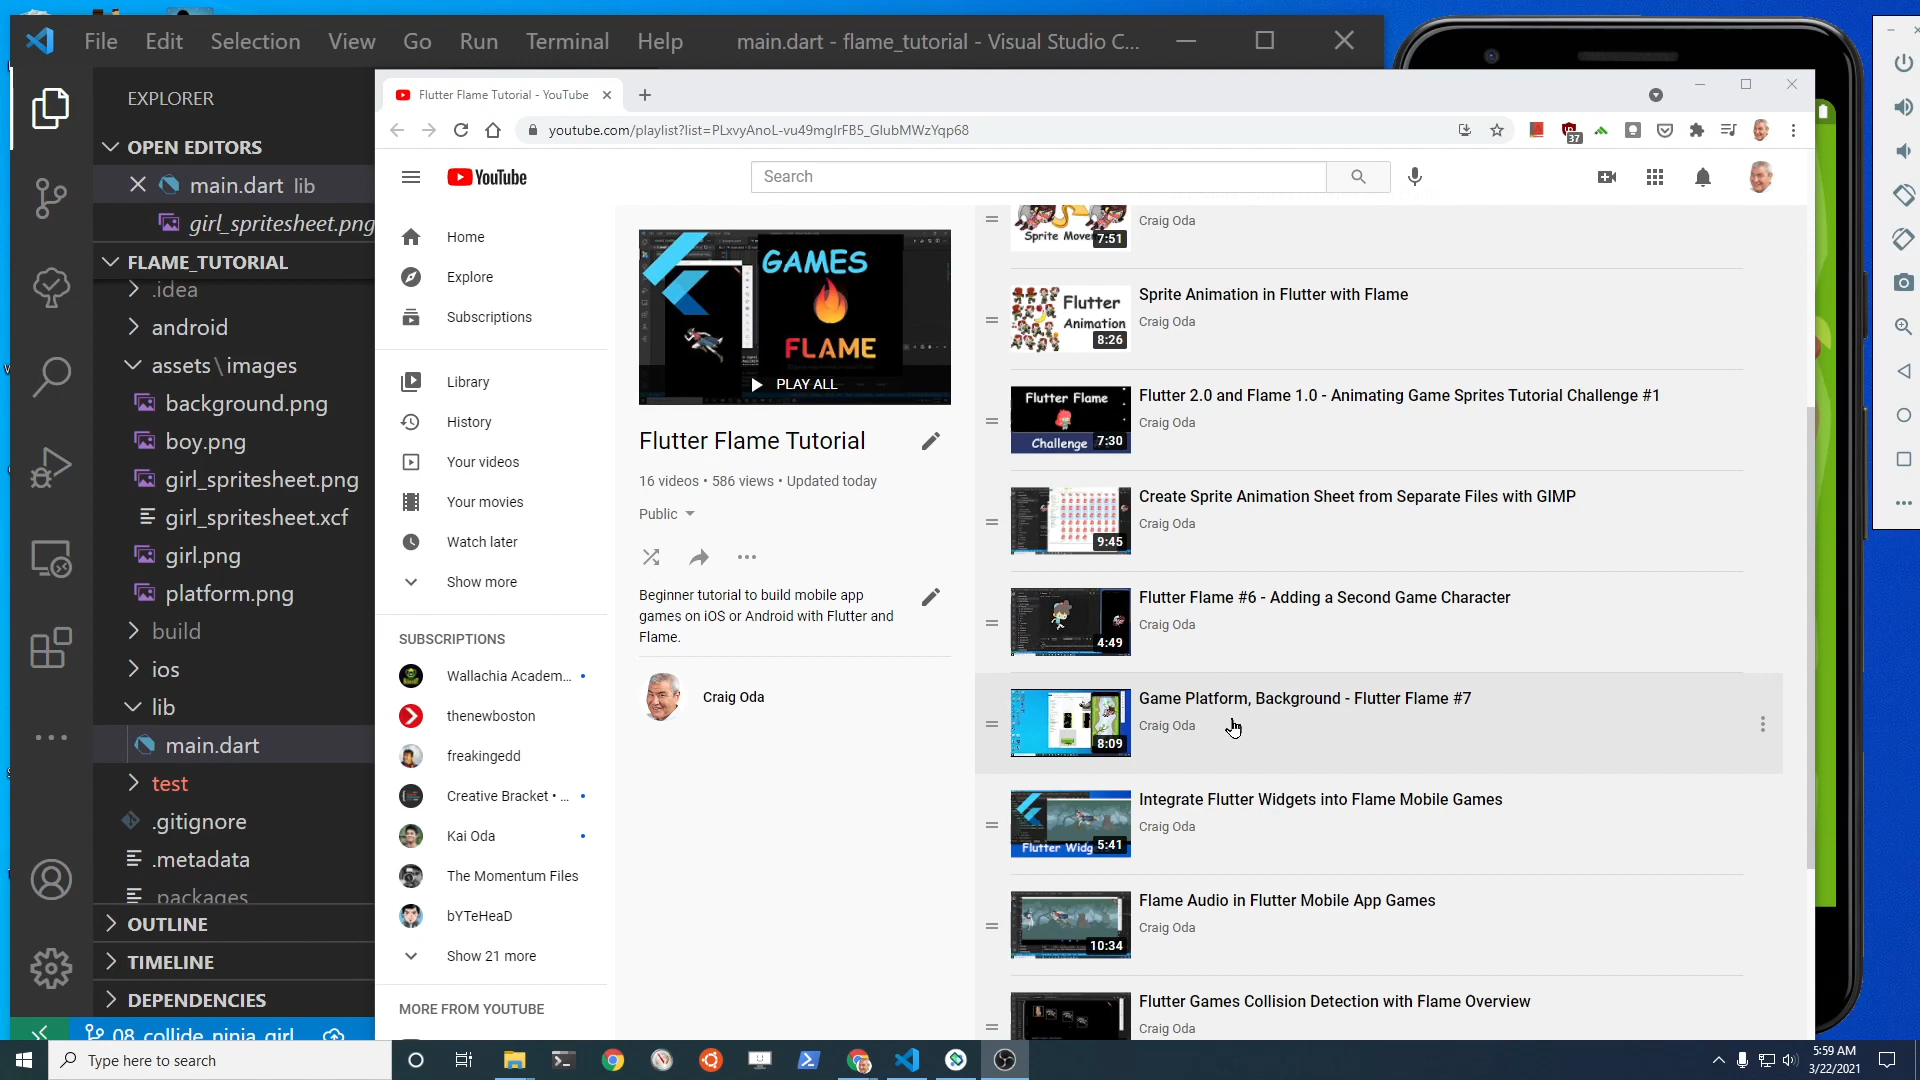 File Edit Selection View Go Run Terminal Help main.dart - flame_tutorial - Visual Studio C...
EXPLORER
OPEN EDITORS
main.dart lib
girl_spritesheet.png
FLAME_TUTORIAL
.idea
android
assets\images
background.png
boy.png
girl_spritesheet.png
girl_spritesheet.xcf
girl.png
platform.png
build
ios
lib
main.dart
test
.gitignore
.metadata
.packages
OUTLINE
TIMELINE
DEPENDENCIES
08_collide_ninja_girl
Flutter Flame Tutorial - YouTube
youtube.com/playlist?list=PLxvyAnoL-vu49mglrFB5_GlubMWzYqp68
37
YouTube
Search
Home
Explore
Subscriptions
Library
History
Your videos
Your movies
Watch later
Show more
SUBSCRIPTIONS
Wallachia Academ...
thenewboston
freakingedd
Creative Bracket • ...
Kai Oda
The Momentum Files
bYTeHeaD
Show 21 more
MORE FROM YOUTUBE
GAMES
FLAME
PLAY ALL
Flutter Flame Tutorial
16 videos • 586 views • Updated today
Public
Beginner tutorial to build mobile app
games on iOS or Android with Flutter and
Flame.
Craig Oda
Sprite Move
7:51
Craig Oda
Flutter
Animation
8:26
Sprite Animation in Flutter with Flame
Craig Oda
Flutter Flame
Challenge
7:30
Flutter 2.0 and Flame 1.0 - Animating Game Sprites Tutorial Challenge #1
Craig Oda
9:45
Create Sprite Animation Sheet from Separate Files with GIMP
Craig Oda
4:49
Flutter Flame #6 - Adding a Second Game Character
Craig Oda
8:09
Game Platform, Background - Flutter Flame #7
Craig Oda
Flutter Widg
5:41
Integrate Flutter Widgets into Flame Mobile Games
Craig Oda
10:34
Flame Audio in Flutter Mobile App Games
Craig Oda
Flutter Games Collision Detection with Flame Overview
Craig Oda
Type here to search
5:59 AM
3/22/2021